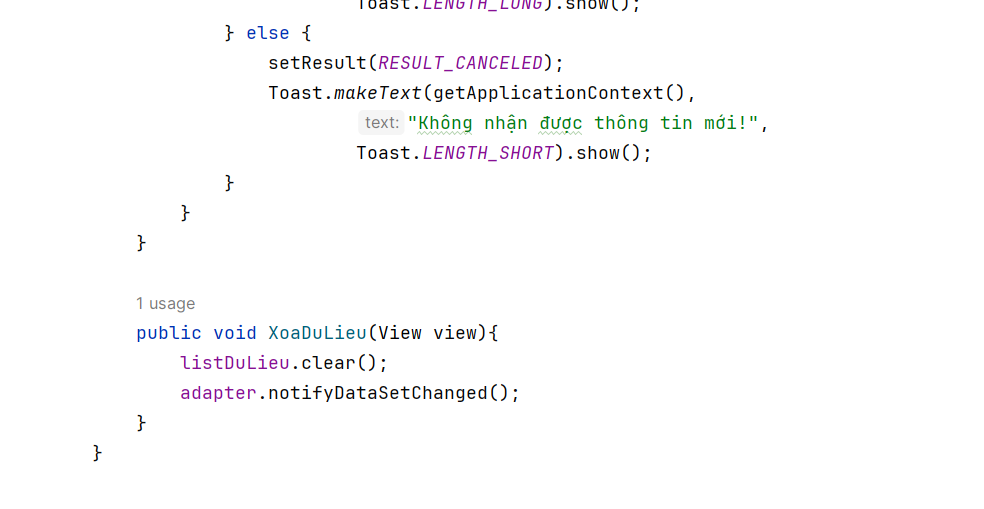 Toast.LENGTH_LONG).show();
} else {
setResult(RESULT_CANCELED);
Toast.makeText(getApplicationContext(),
text: "Không nhận được thông tin mới!",
Toast.LENGTH_SHORT).show();
}
}
}
1 usage
public void XoaDuLieu(View view){
listDuLieu.clear();
adapter.notifyDataSetChanged();
}
}